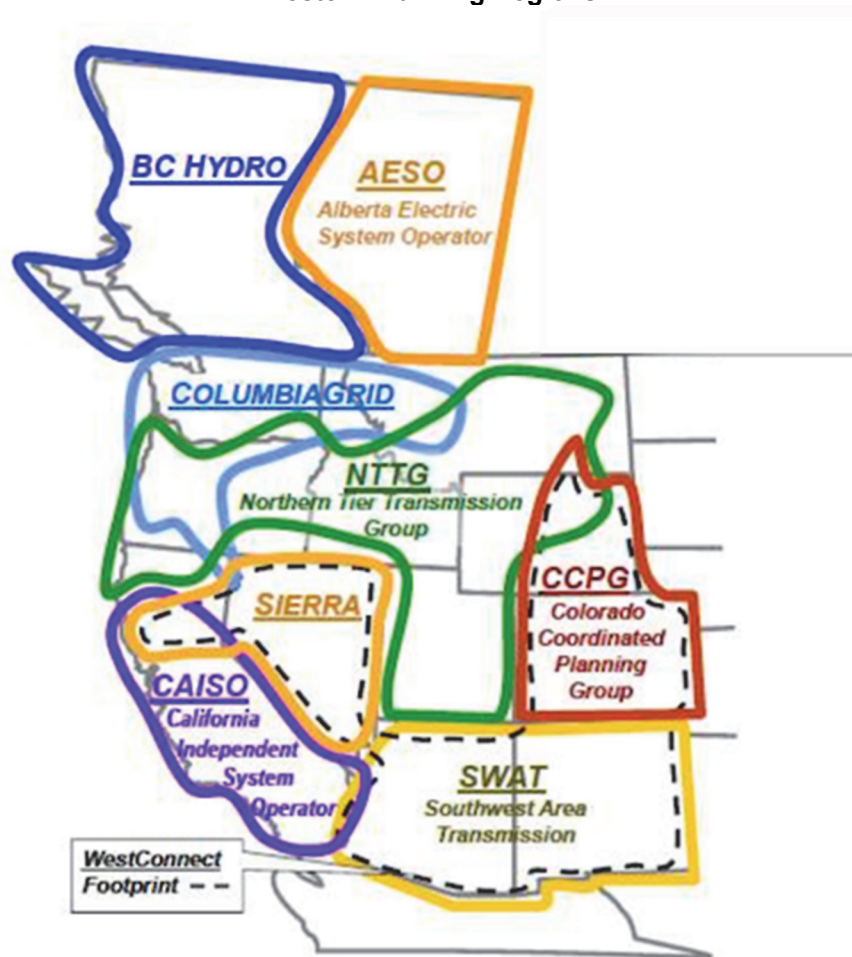 BC HYDRO
AESO
Alberta Electric
System Operator
COLUMBIAGRID
NTTG
Northern Tier Transmission
Group
SIERRA
CCPG
Colorado
Coordinated
Planning
Group
CAISO
California
Independent
System
Operator
SWAT
Southwest Area
Transmission
WestConnect
Footprint